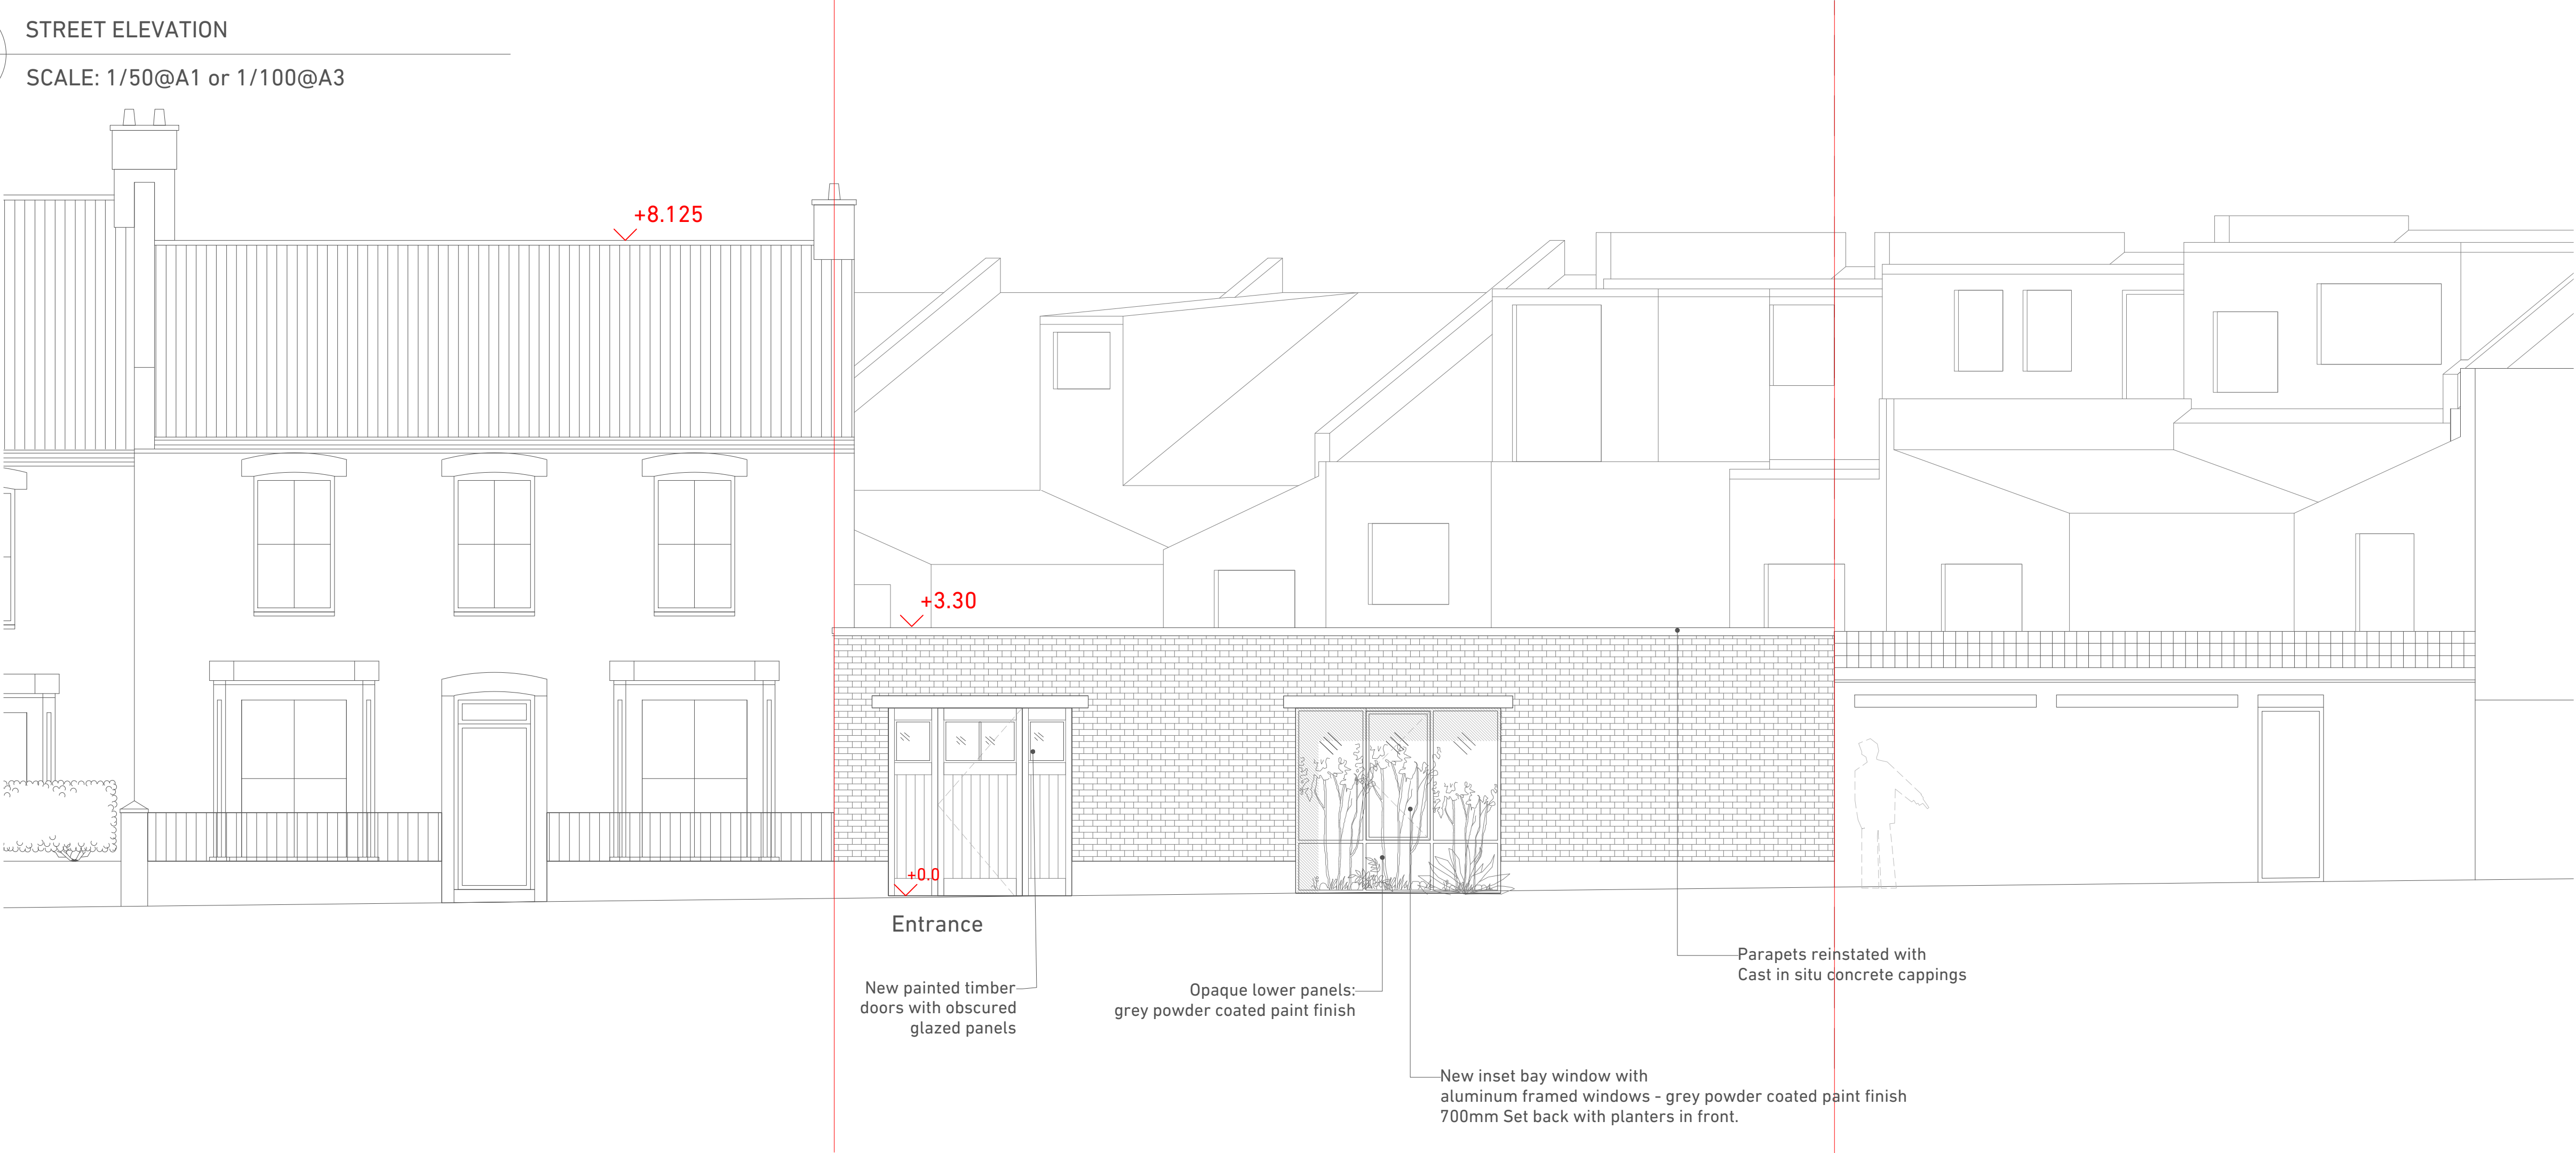 STREET ELEVATION
SCALE: 1/50@A1 or 1/100@A3
+8.125
+3.30
+0.0
Entrance
New painted timber
doors with obscured
glazed panels
Opaque lower panels:
grey powder coated paint finish
Parapets reinstated with
Cast in situ concrete cappings
New inset bay window with
aluminum framed windows - grey powder coated paint finish
700mm Set back with planters in front.